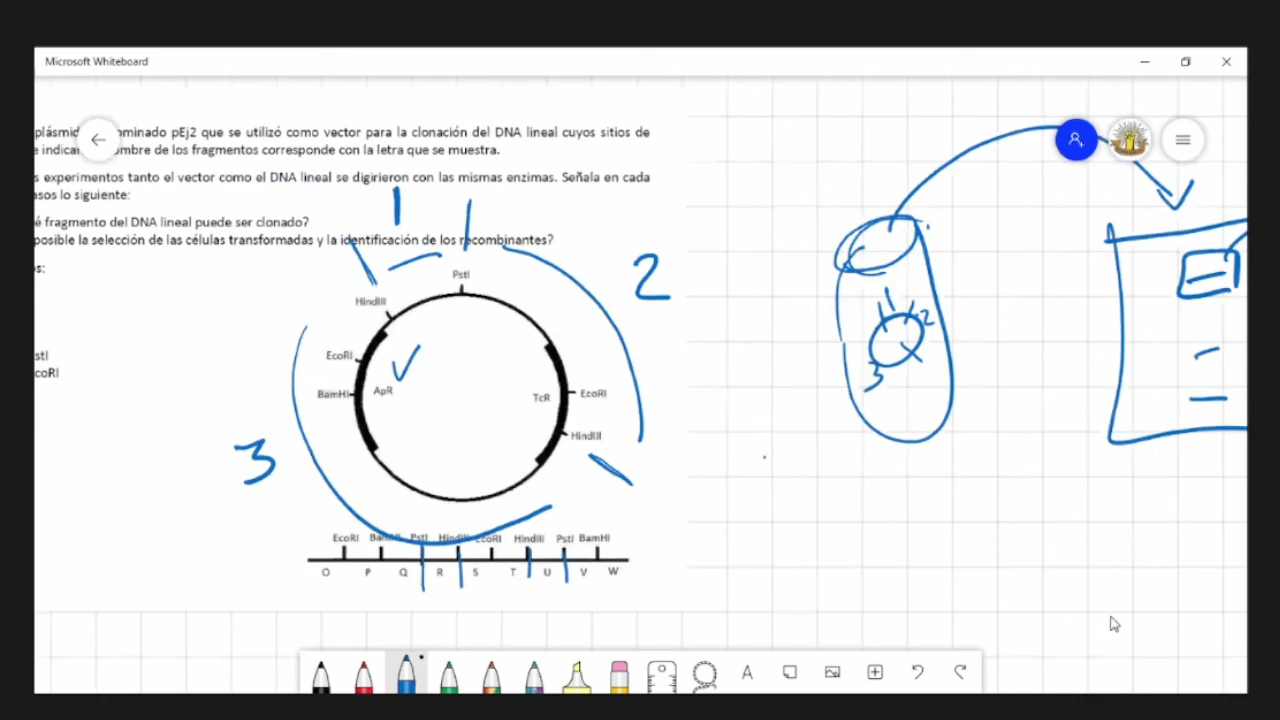 Microsoft Whiteboard
plásmid ominado pEj2 que se utilizó como vector para la clonación del DNA lineal cuyos sitios de
e indica ombre de los fragmentos corresponde con la letra que se muestra.
s experimentos tanto el vector como el DNA lineal se digirieron con las mismas enzimas. Señala en cada
asos lo siguiente:
é fragmento del DNA lineal puede ser clonado?
posible la selección de las células transformadas y la identificación de los recombinantes?
s:
1
2
PstI
HindIII
EcoRI
stI
coRI
BamHI
ApR
TcR
EcoRI
HindIII
3
2
3
EcoRI BamHI PstI HindIII EcoRI HindIII PstI BamHI
O P Q R S T U V W
A